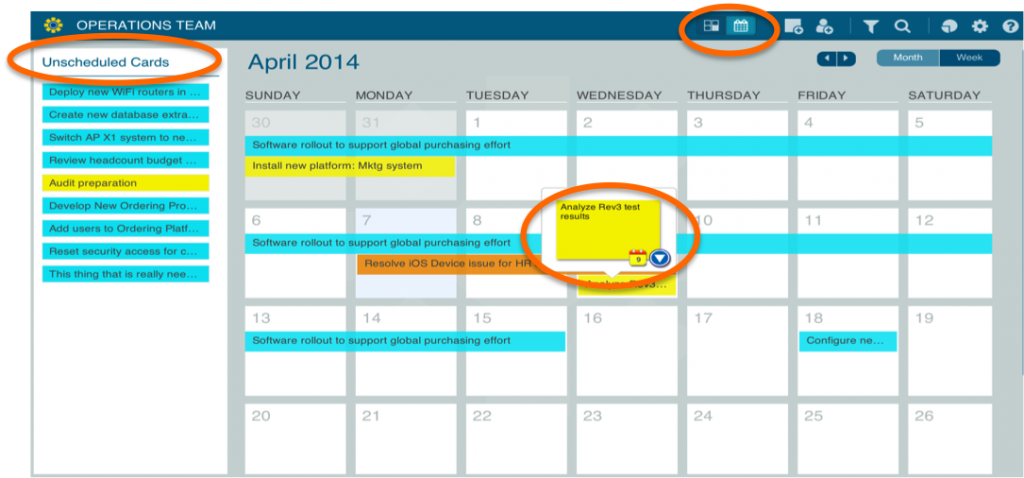 OPERATIONS TEAM
Unscheduled Cards
Deploy new WiFi routers in ...
Create new database extra...
Switch AP X1 system to ne...
Review headcount budget ...
Audit preparation
Develop New Ordering Pro...
Add users to Ordering Platf...
Reset security access for c...
This thing that is really nee...
April 2014
Month Week
SUNDAY MONDAY TUESDAY WEDNESDAY THURSDAY FRIDAY SATURDAY
30 31 1 2 3 4 5
Software rollout to support global purchasing effort
Install new platform: Mktg system
6 7 8 10 11 12
Analyze Rev3 test
results
9
Software rollout to support global purchasing effort
Resolve iOS Device issue for HR
Analyze Rev3...
13 14 15 16 17 18 19
Software rollout to support global purchasing effort
Configure ne...
20 21 22 23 24 25 26